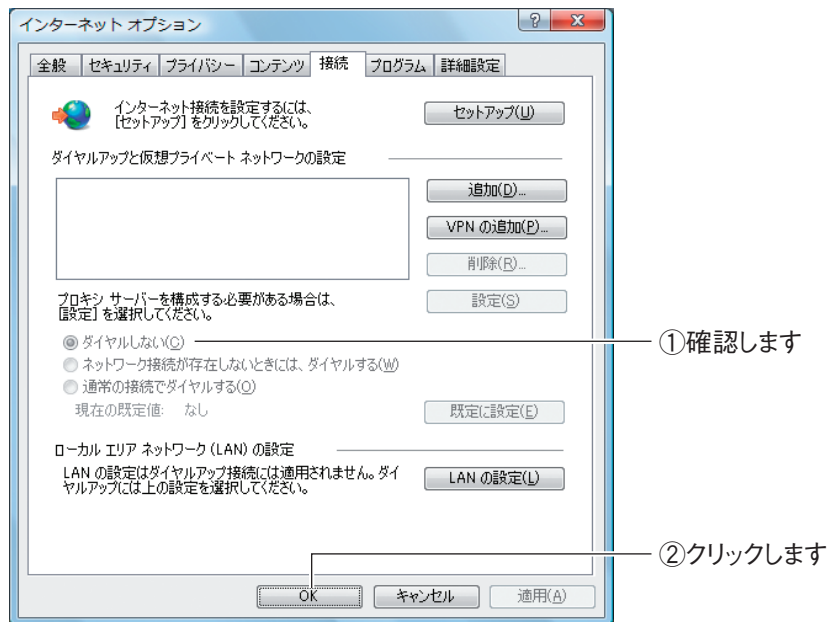 インターネット オプション
全般 セキュリティ プライバシー コンテンツ 接続 プログラム 詳細設定
インターネット接続を設定するには、
[セットアップ] をクリックしてください。
セットアップ(U)
ダイヤルアップと仮想プライベート ネットワークの設定
追加(D)...
VPN の追加(P)...
削除(R)...
プロキシ サーバーを構成する必要がある場合は、
[設定] を選択してください。
設定(S)
ダイヤルしない(C)
①確認します
ネットワーク接続が存在しないときには、ダイヤルする(W)
通常の接続でダイヤルする(O)
現在の既定値: なし
既定に設定(E)
ローカル エリア ネットワーク (LAN) の設定
LAN の設定はダイヤルアップ接続には適用されません。ダイ
ヤルアップには上の設定を選択してください。
LAN の設定(L)
②クリックします
OK キャンセル 適用(A)